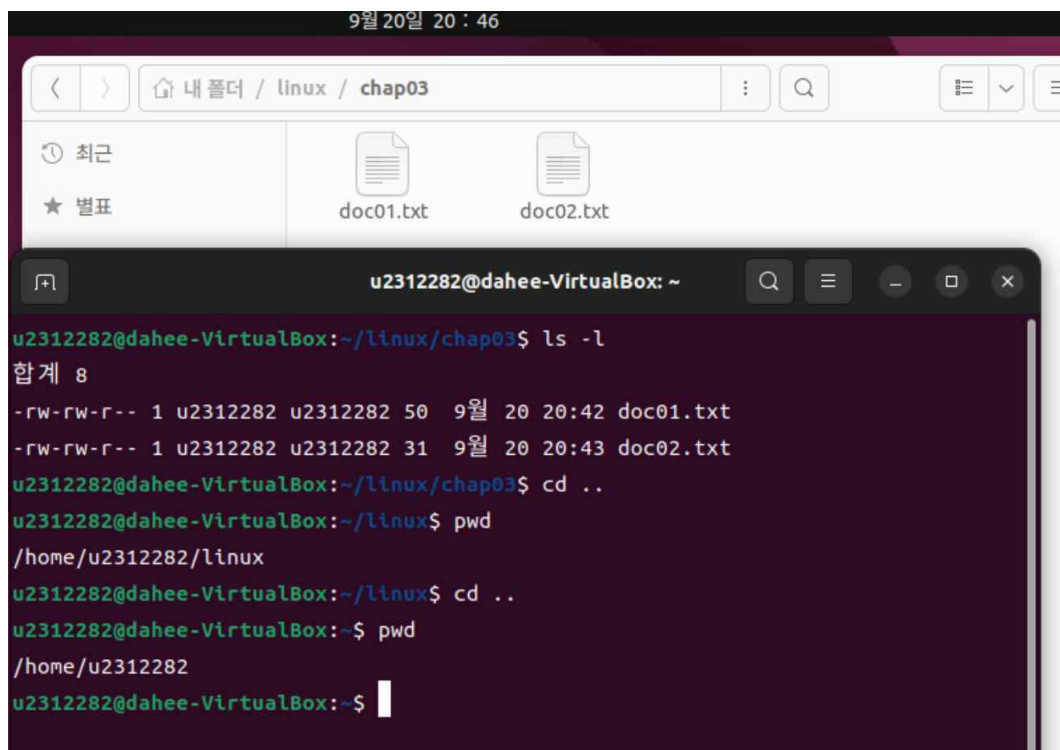 9월 20일 20 : 46
내 폴더 / linux / chap03
최근
doc01.txt doc02.txt
별표
u2312282@dahee-VirtualBox: ~
u2312282@dahee-VirtualBox:~/linux/chap03$ ls -l
합계 8
-rw-rw-r-- 1 u2312282 u2312282 50  9월 20 20:42 doc01.txt
-rw-rw-r-- 1 u2312282 u2312282 31  9월 20 20:43 doc02.txt
u2312282@dahee-VirtualBox:~/linux/chap03$ cd ..
u2312282@dahee-VirtualBox:~/linux$ pwd
/home/u2312282/linux
u2312282@dahee-VirtualBox:~/linux$ cd ..
u2312282@dahee-VirtualBox:~$ pwd
/home/u2312282
u2312282@dahee-VirtualBox:~$